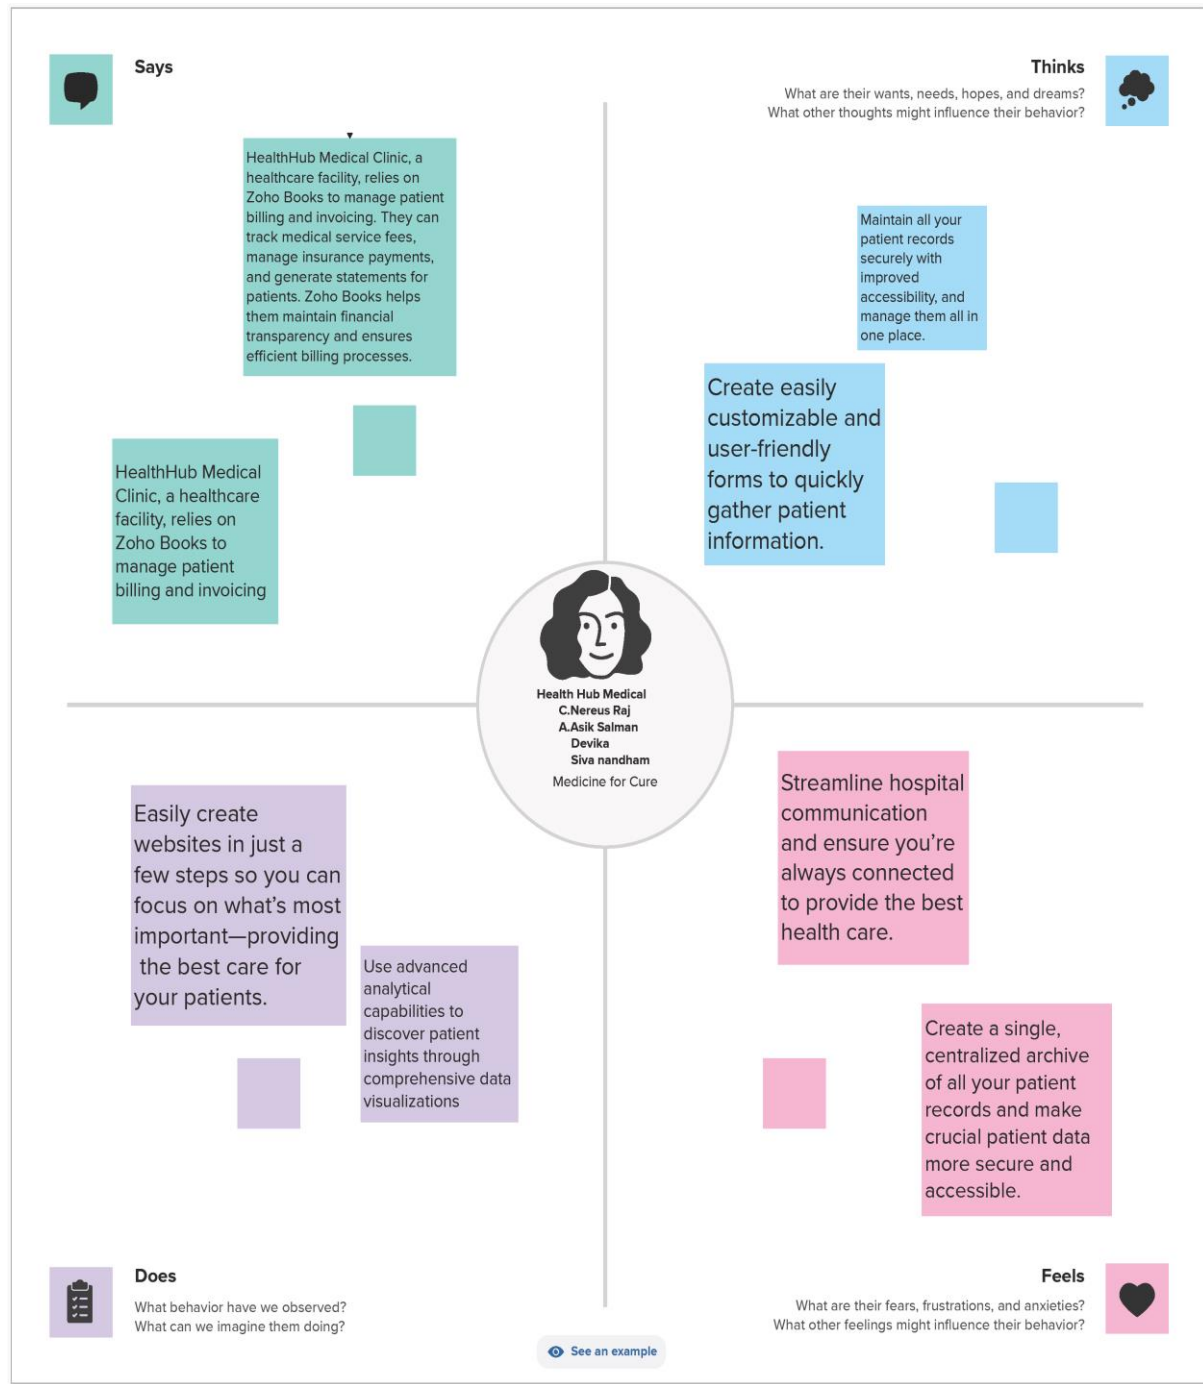 Says
HealthHub Medical Clinic, a
healthcare facility, relies on
Zoho Books to manage patient
billing and invoicing. They can
track medical service fees,
manage insurance payments,
and generate statements for
patients. Zoho Books helps
them maintain financial
transparency and ensures
efficient billing processes.
HealthHub Medical
Clinic, a healthcare
facility, relies on
Zoho Books to
manage patient
billing and invoicing
Thinks
What are their wants, needs, hopes, and dreams?
What other thoughts might influence their behavior?
Maintain all your
patient records
securely with
improved
accessibility, and
manage them all in
one place.
Create easily
customizable and
user-friendly
forms to quickly
gather patient
information.
Health Hub Medical
C.Nereus Raj
A.Asik Salman
Devika
Siva nandham
Medicine for Cure
Easily create
websites in just a
few steps so you can
focus on what's most
important—providing
the best care for
your patients.
Use advanced
analytical
capabilities to
discover patient
insights through
comprehensive data
visualizations
Does
What behavior have we observed?
What can we imagine them doing?
Streamline hospital
communication
and ensure you're
always connected
to provide the best
health care.
Create a single,
centralized archive
of all your patient
records and make
crucial patient data
more secure and
accessible.
Feels
What are their fears, frustrations, and anxieties?
What other feelings might influence their behavior?
See an example